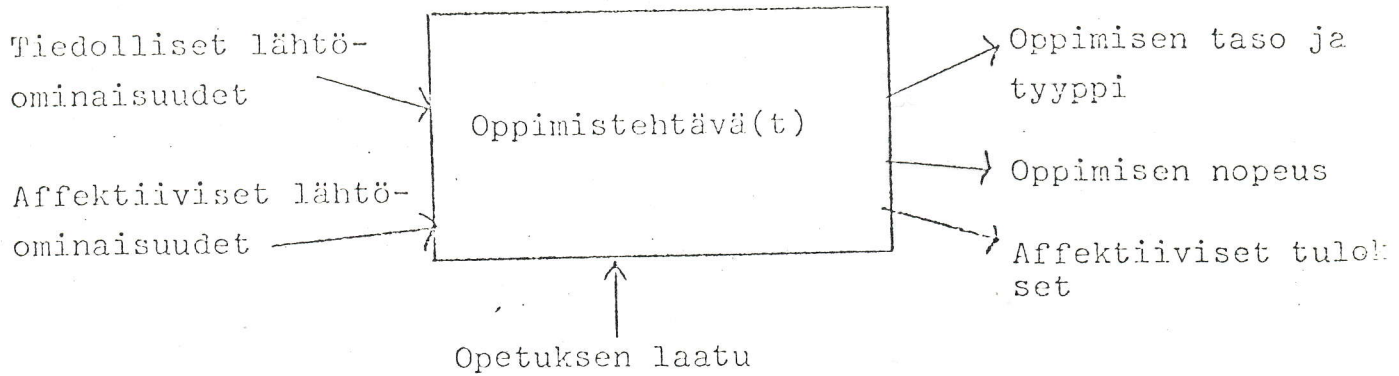 Tiedolliset lähtö-
ominaisuudet
Affektiiviset lähtö-
ominaisuudet
Oppimistehtävä(t)
Opetuksen laatu
Oppimisen taso ja
tyyppi
Oppimisen nopeus
Affektiiviset tulok
set